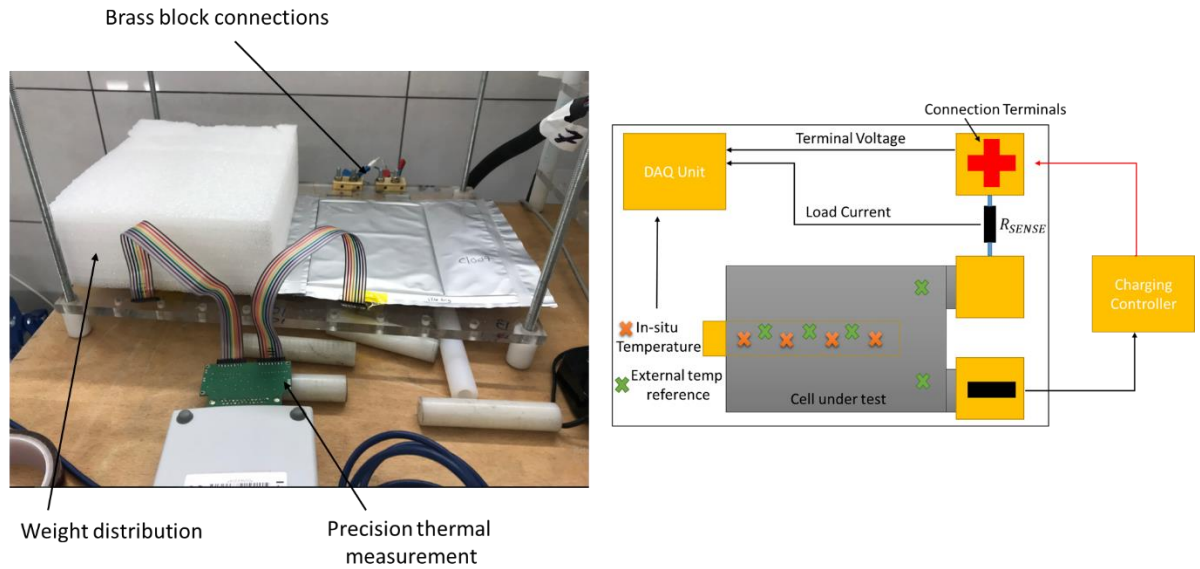 Brass block connections
Weight distribution
Precision thermal
measurement
Connection Terminals
Terminal Voltage
DAQ Unit
Load Current
R_SENSE
Charging
Controller
In-situ
Temperature
External temp
reference
Cell under test